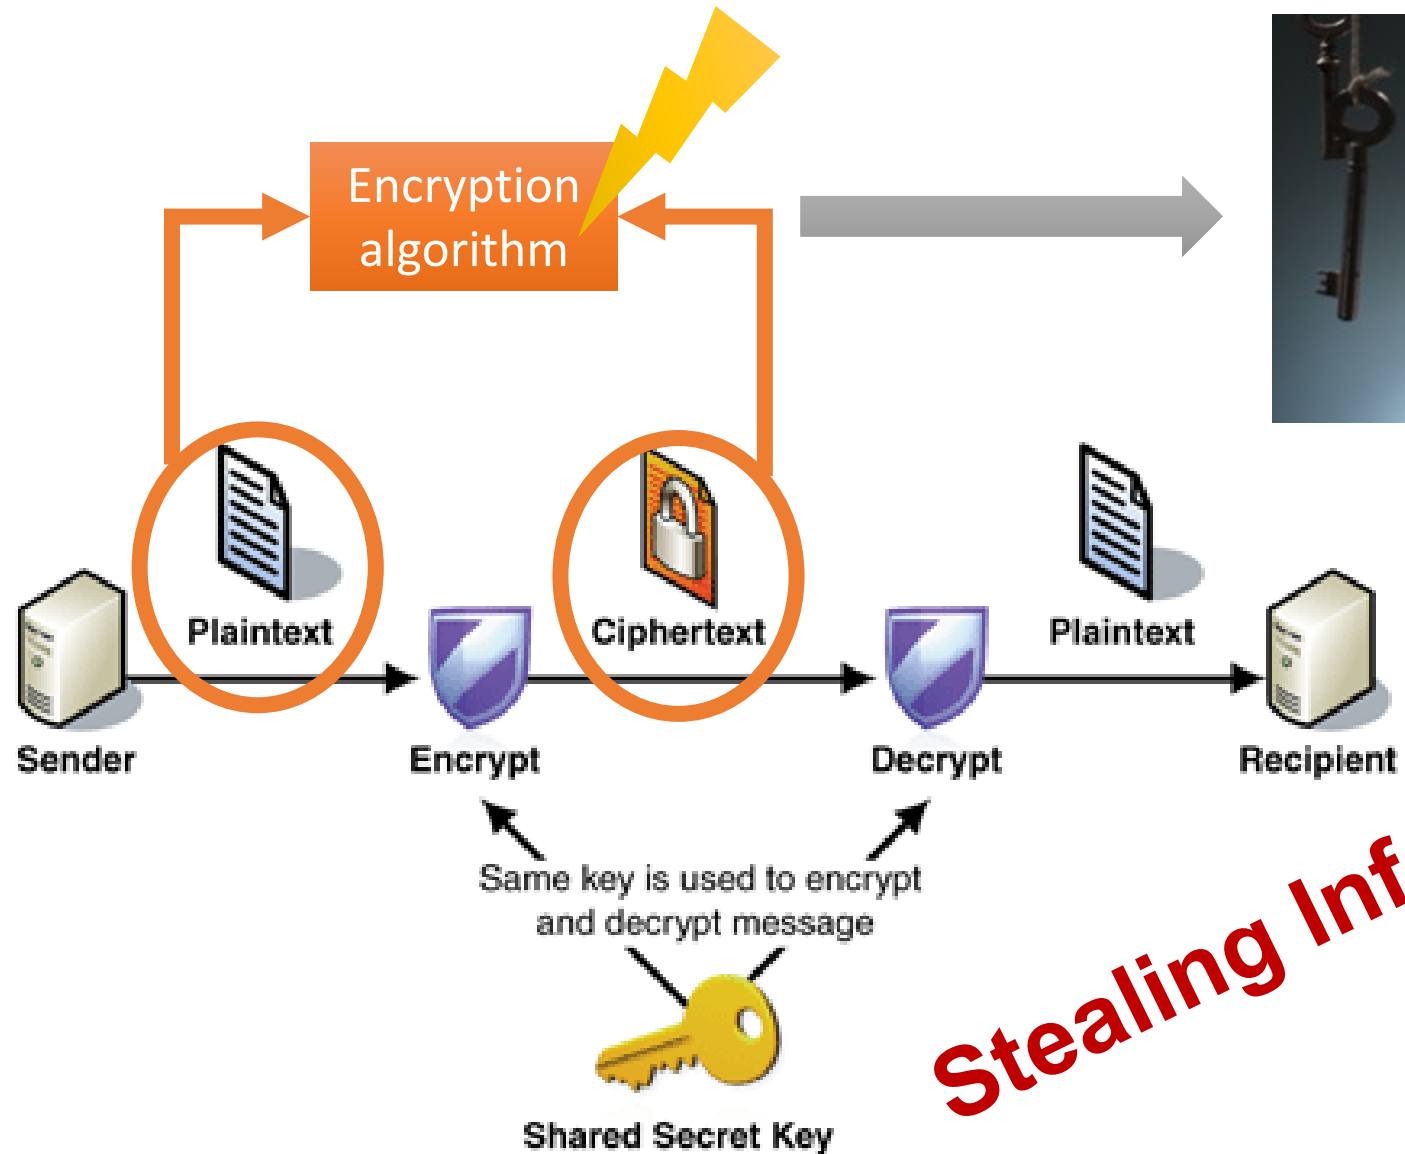 Encryption
algorithm
Plaintext
Ciphertext
Plaintext
Sender
Encrypt
Decrypt
Recipient
Same key is used to encrypt
and decrypt message
Stealing Inf
Shared Secret Key